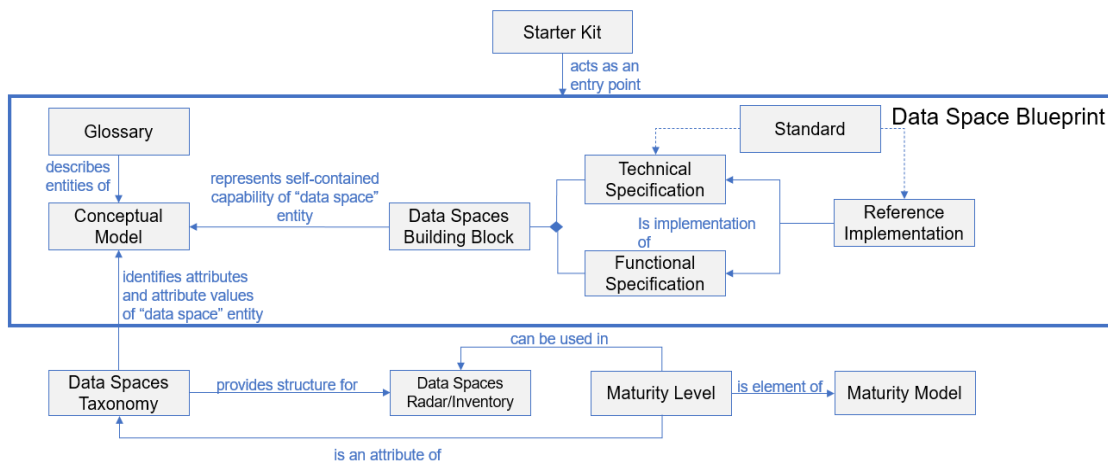 Starter Kit
acts as an
entry point
Data Space Blueprint
Glossary
Standard
describes
entities of
Technical
Specification
represents self-contained
capability of “data space”
entity
Conceptual
Model
Data Spaces
Building Block
Is implementation
of
Reference
Implementation
Functional
Specification
identifies attributes
and attribute values
of “data space” entity
can be used in
Data Spaces
Taxonomy
provides structure for
Data Spaces
Radar/Inventory
Maturity Level
is element of
Maturity Model
is an attribute of